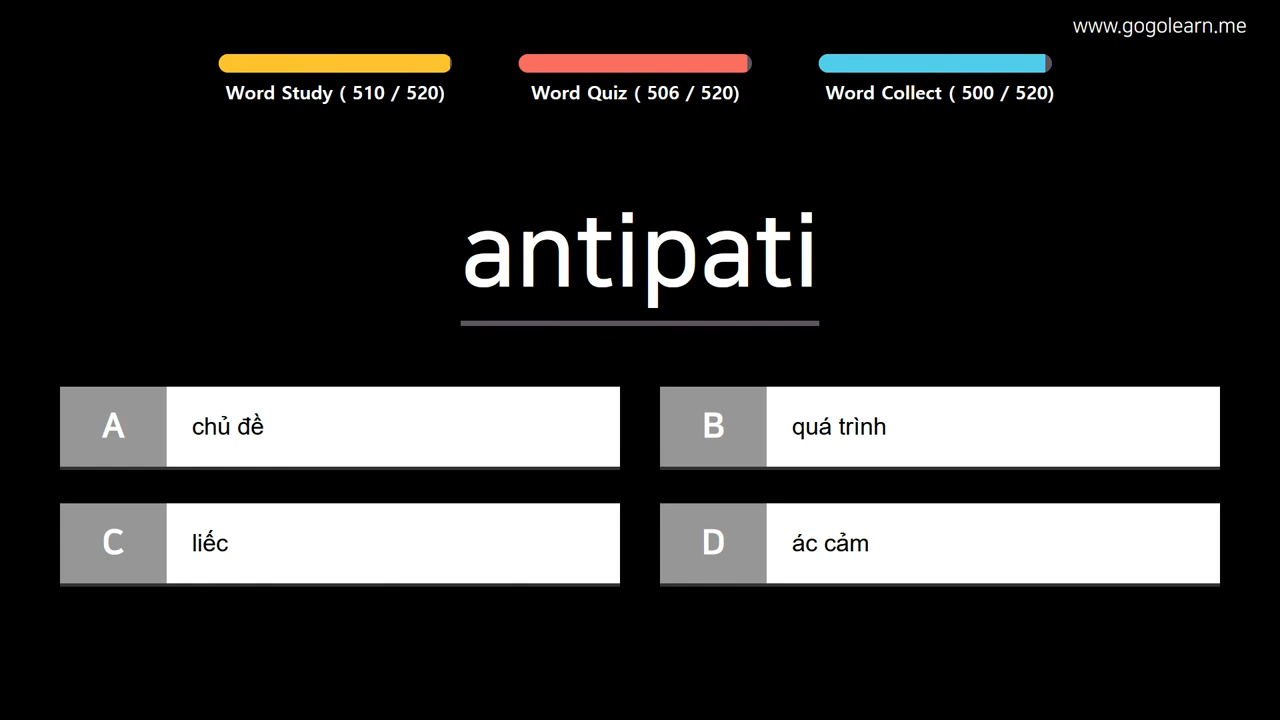 www.gogolearn.me
Word Study ( 510 / 520)
Word Quiz ( 506 / 520)
Word Collect ( 500 / 520)
antipati
A chủ đề
B quá trình
C liếc
D ác cảm